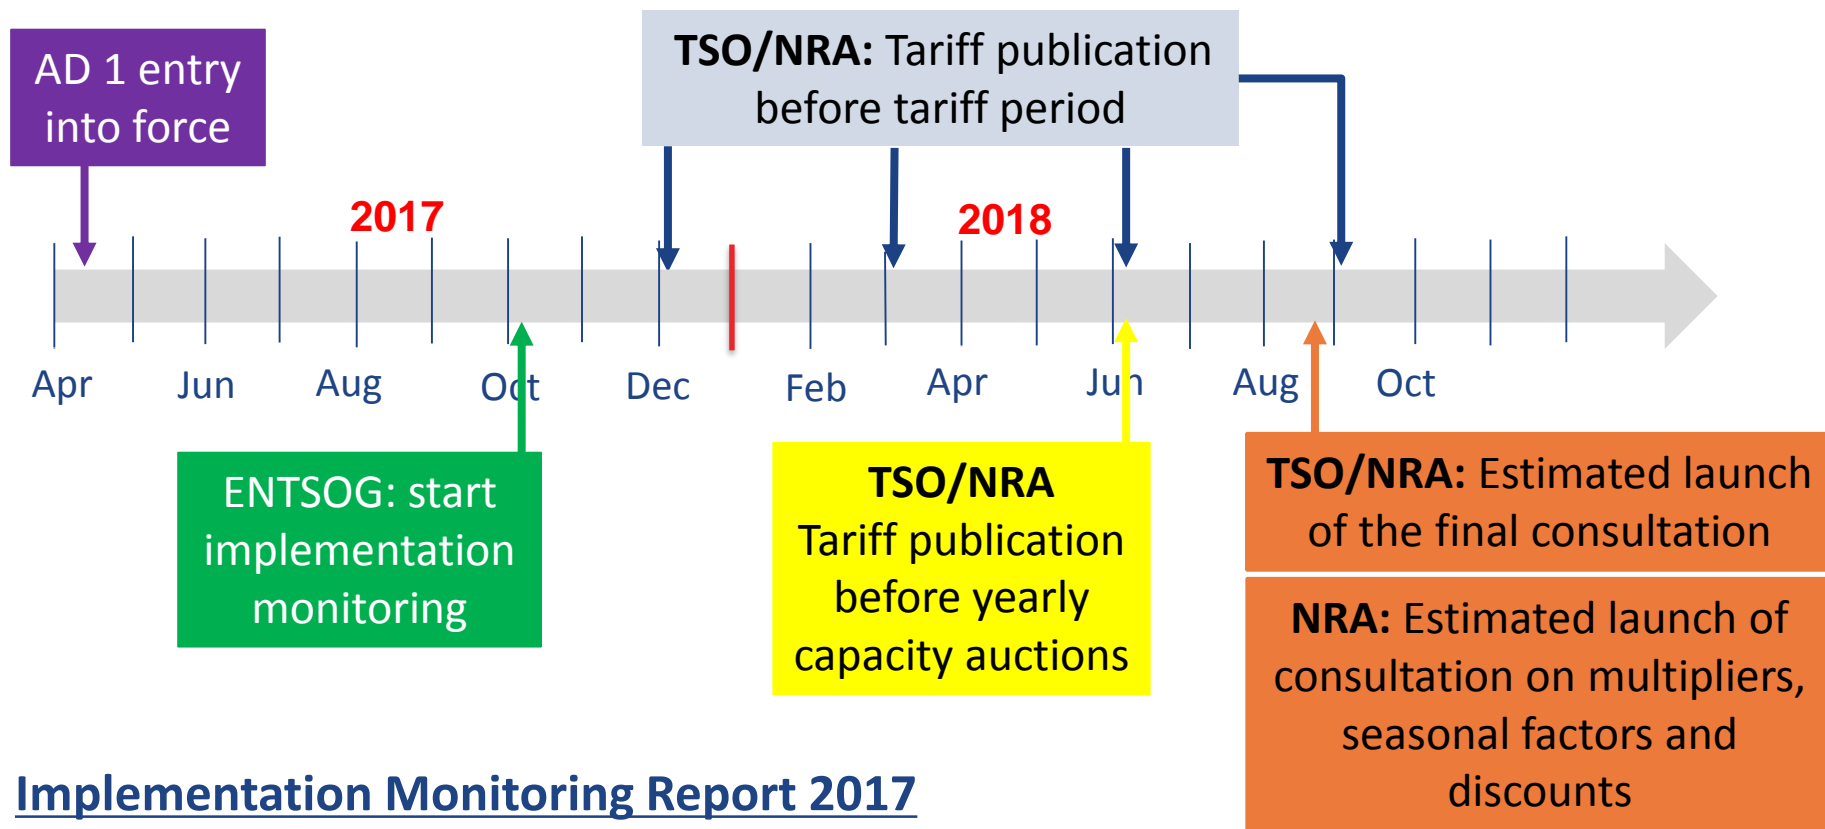 AD 1 entry
into force
TSO/NRA: Tariff publication
before tariff period
2017
2018
Apr
Jun
Aug
Oct
Dec
Feb
Apr
Jun
Aug
Oct
ENTSOG: start
implementation
monitoring
TSO/NRA
Tariff publication
before yearly
capacity auctions
TSO/NRA: Estimated launch
of the final consultation
NRA: Estimated launch of
consultation on multipliers,
seasonal factors and
discounts
Implementation Monitoring Report 2017